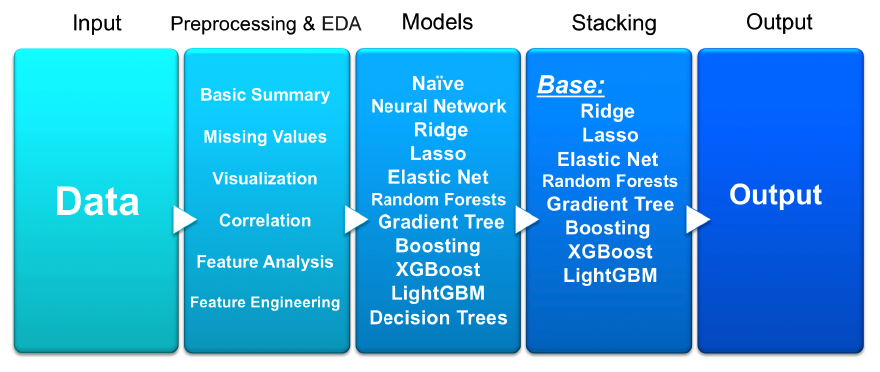 Input
Preprocessing & EDA
Models
Stacking
Output
Data
Basic Summary
Missing Values
Visualization
Correlation
Feature Analysis
Feature Engineering
Naïve
Neural Network
Ridge
Lasso
Elastic Net
Random Forests
Gradient Tree
Boosting
XGBoost
LightGBM
Decision Trees
Base:
Ridge
Lasso
Elastic Net
Random Forests
Gradient Tree
Boosting
XGBoost
LightGBM
Output